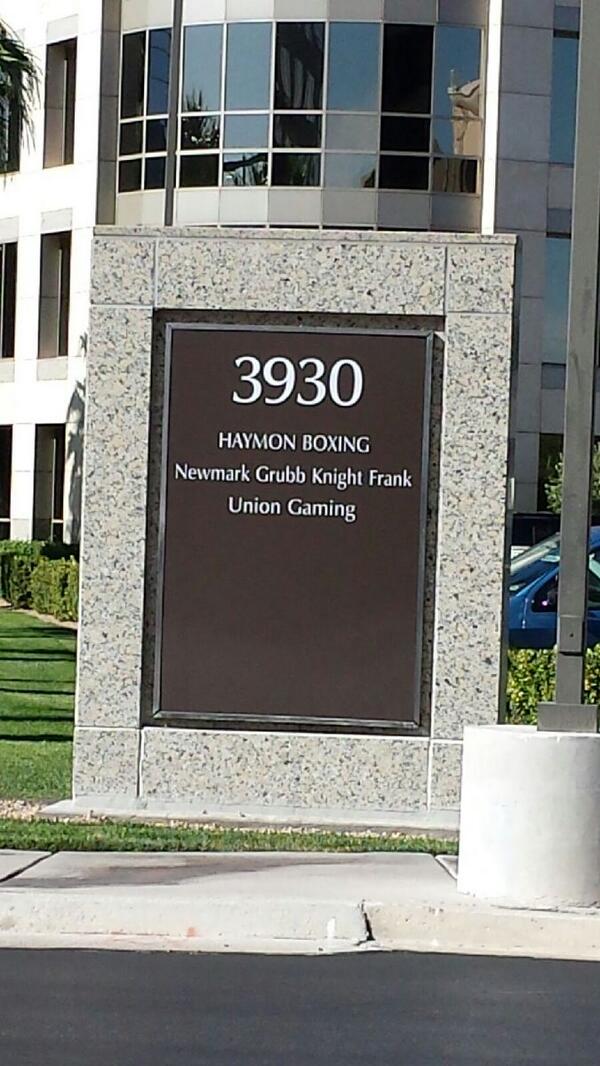 3930
HAYMON BOXING
Newmark Grubb Knight Frank
Union Gaming